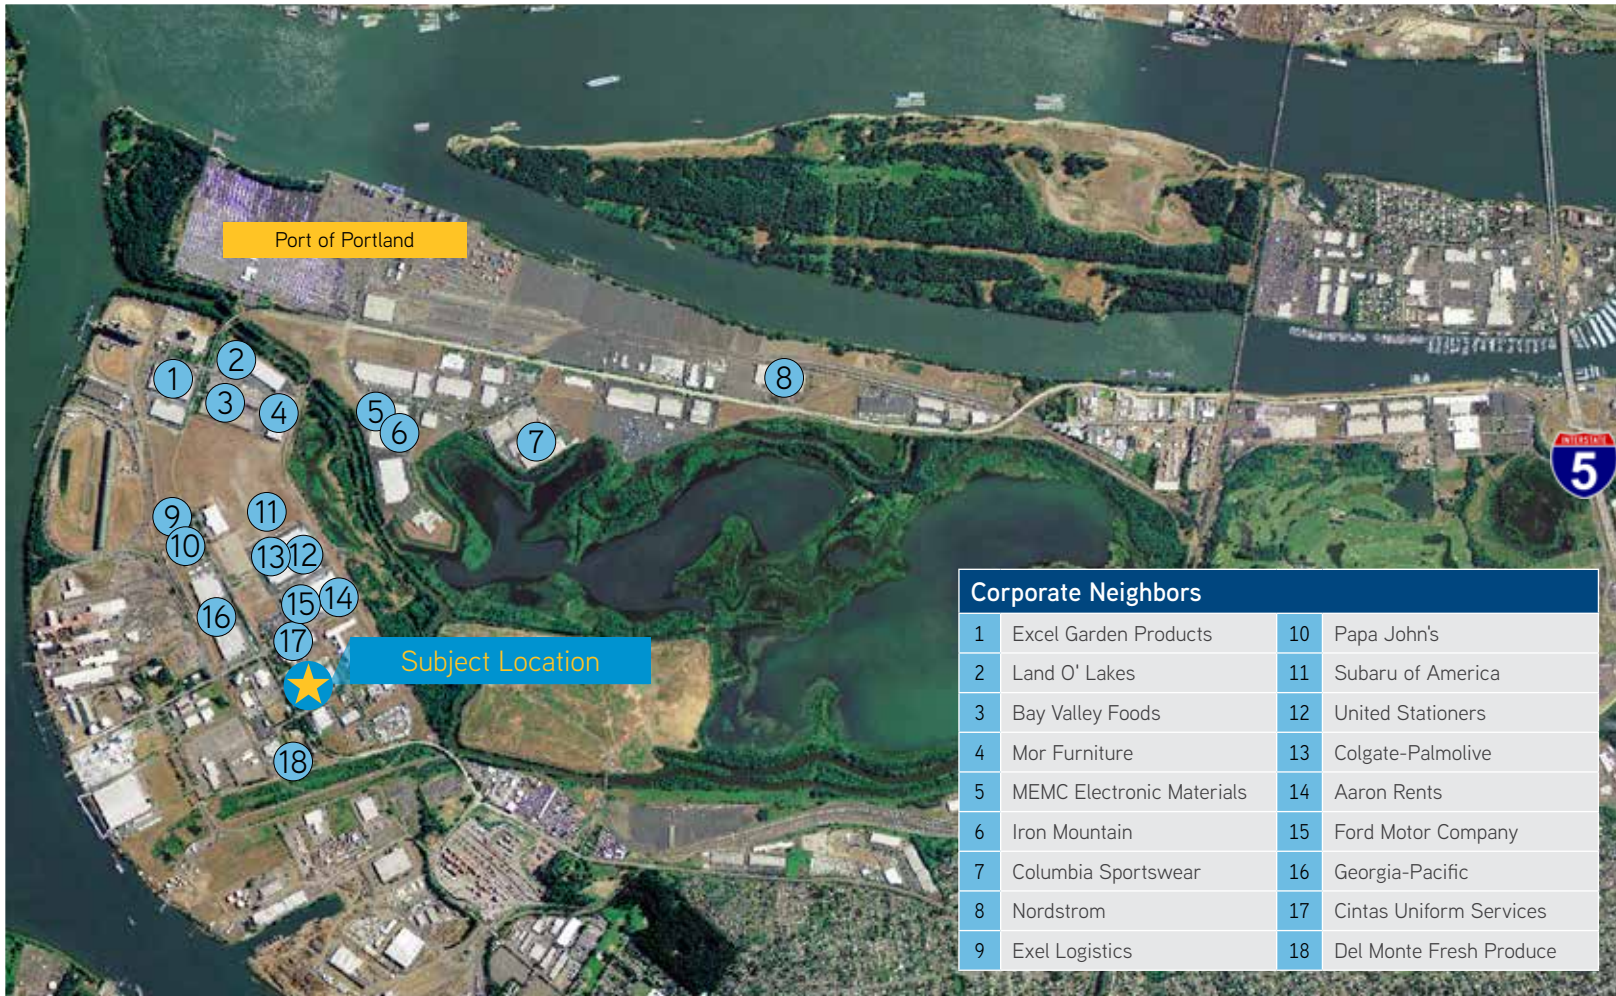 Port of Portland
1
2
3
4
5
6
7
8
INTERSTATE
5
9
10
11
13
12
15
14
16
17
Subject Location
18
Corporate Neighbors
1 Excel Garden Products 10 Papa John's
2 Land O' Lakes 11 Subaru of America
3 Bay Valley Foods 12 United Stationers
4 Mor Furniture 13 Colgate-Palmolive
5 MEMC Electronic Materials 14 Aaron Rents
6 Iron Mountain 15 Ford Motor Company
7 Columbia Sportswear 16 Georgia-Pacific
8 Nordstrom 17 Cintas Uniform Services
9 Exel Logistics 18 Del Monte Fresh Produce